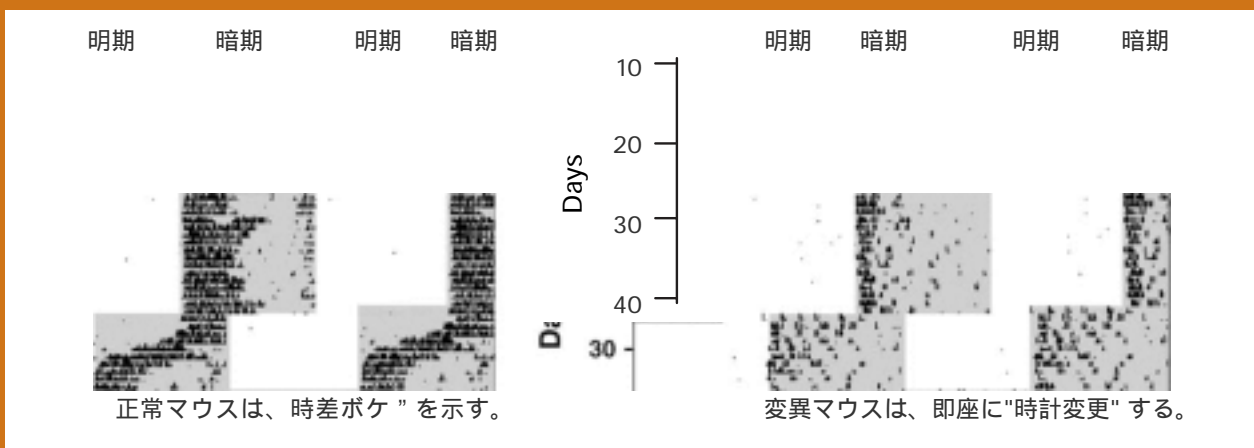 明期 暗期 明期 暗期 明期 暗期 明期 暗期
10
20
Days
30
40
30
正常マウスは、時差ボケ ” を示す。
変異マウスは、即座に"時計変更" する。